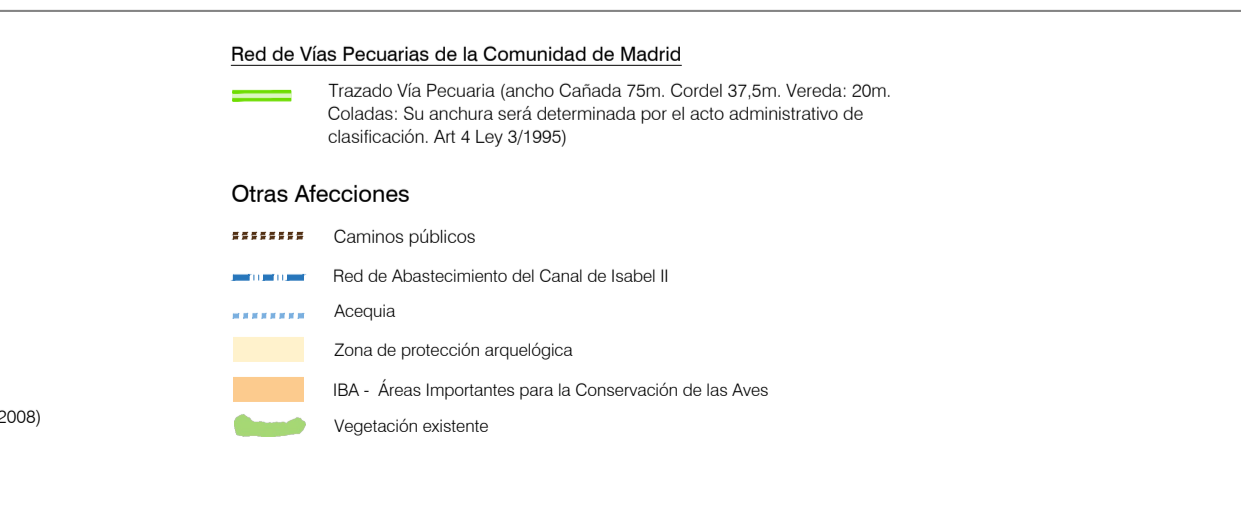 Red de Vías Pecuarias de la Comunidad de Madrid
Trazado Vía Pecuaria (ancho Cañada 75m. Cordel 37,5m. Vereda: 20m.
Coladas: Su anchura será determinada por el acto administrativo de
clasificación. Art 4 Ley 3/1995)
Otras Afecciones
Caminos públicos
Red de Abastecimiento del Canal de Isabel II
Acequia
Zona de protección arquelógica
IBA - Áreas Importantes para la Conservación de las Aves
2008)
Vegetación existente